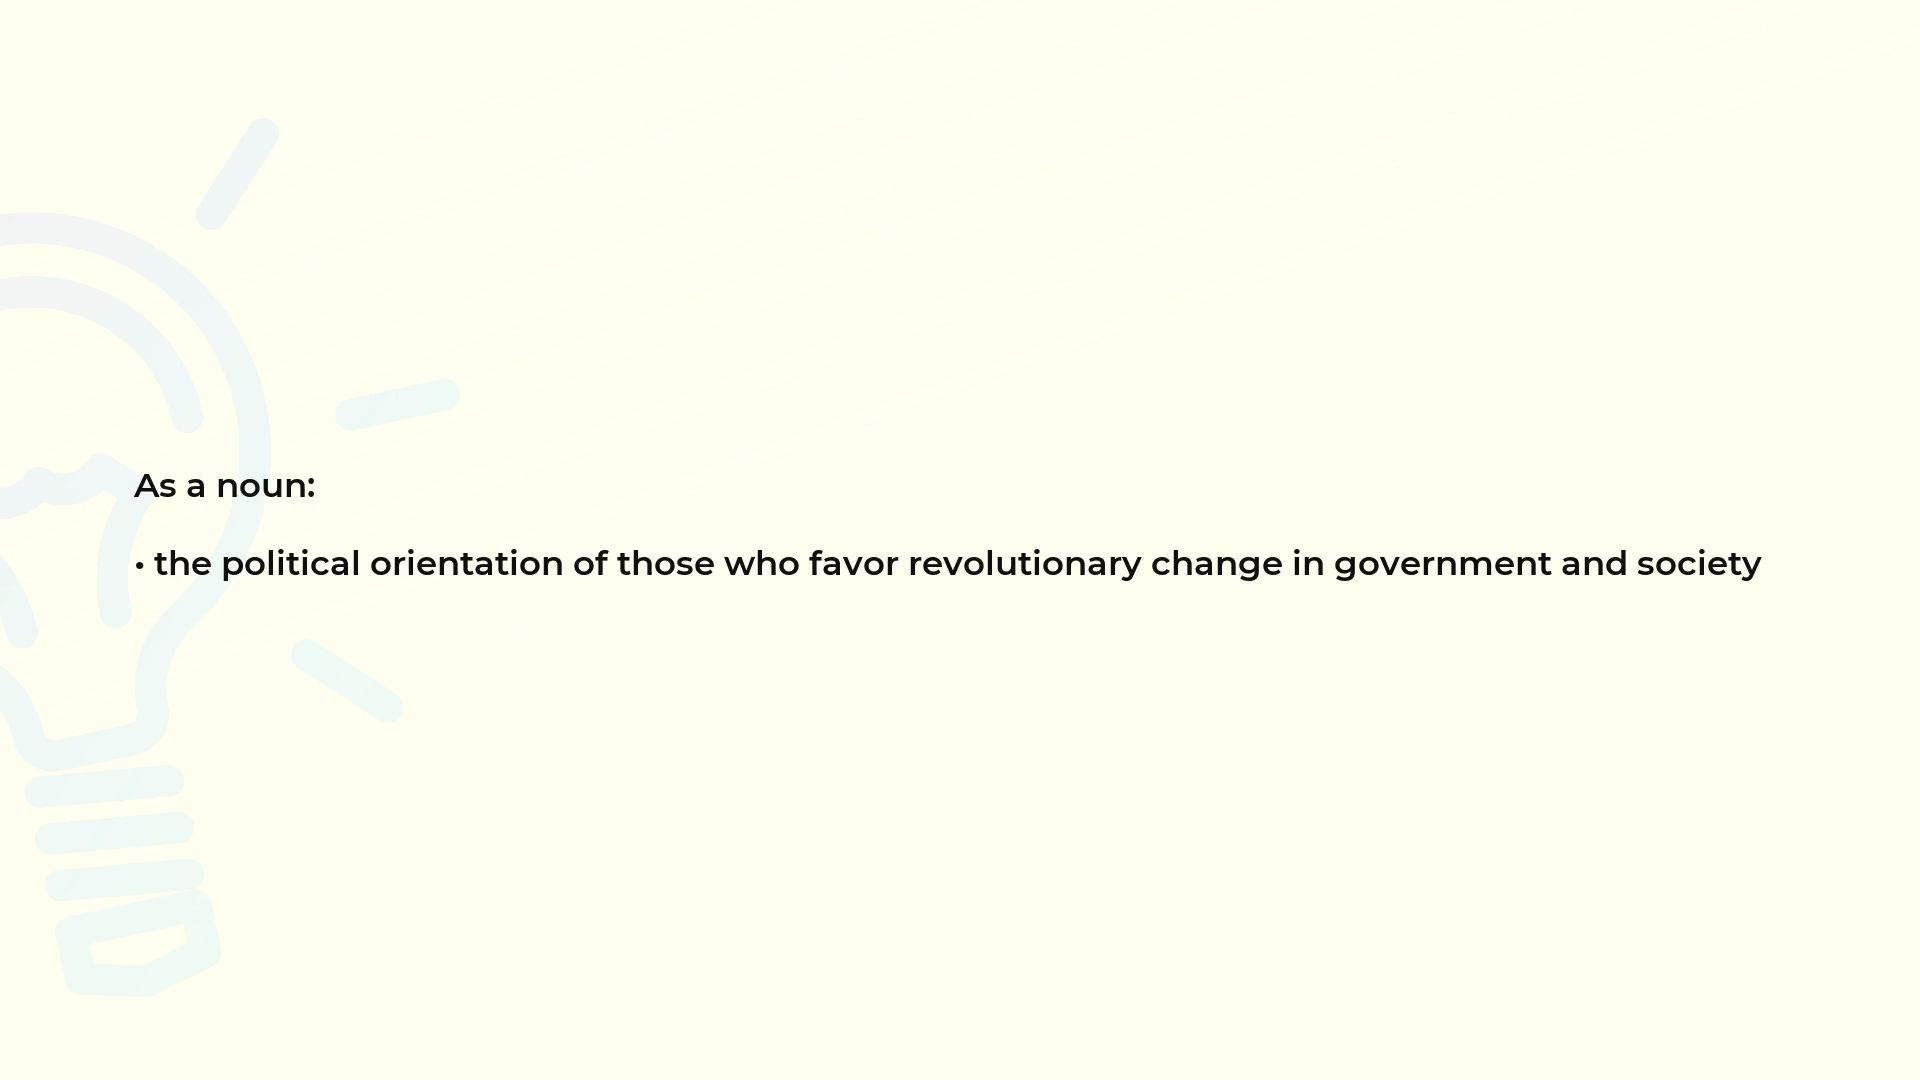 As a noun:
• the political orientation of those who favor revolutionary change in government and society